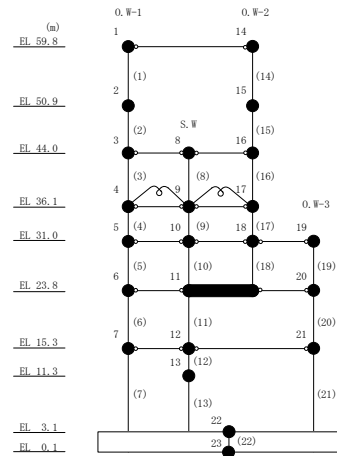 O.W-1 O.W-2
(m) 1 14
EL 59.8
(1) (14)
2 15
EL 50.9
(2) S.W (15)
3 8 16
EL 44.0
(3) (8) (16)
4 9 17
EL 36.1 O.W-3
5 (4) 10 (9) 18 (17) 19
EL 31.0
(5) (10) (18) (19)
6 11 20
EL 23.8
(6) (11) (20)
7 12 21
EL 15.3
13 (12)
EL 11.3
(7) (13) (21)
22
EL 3.1
23 (22)
EL 0.1